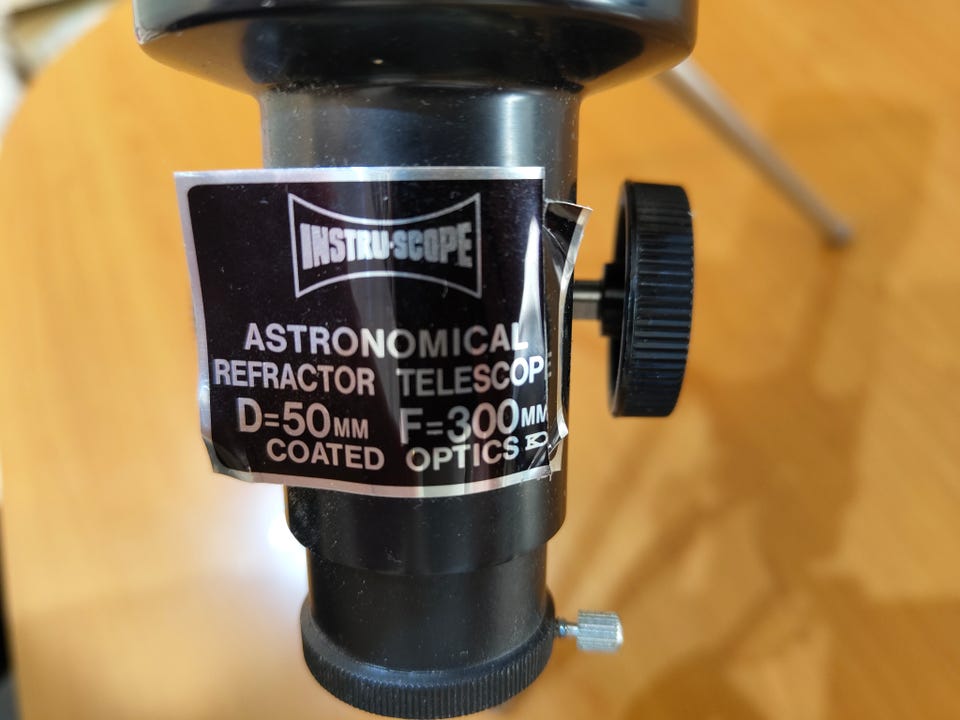 INSTRU·SCOPE
ASTRONOMICAL
REFRACTOR TELESCOPE
D=50MM F=300MM
COATED OPTICS